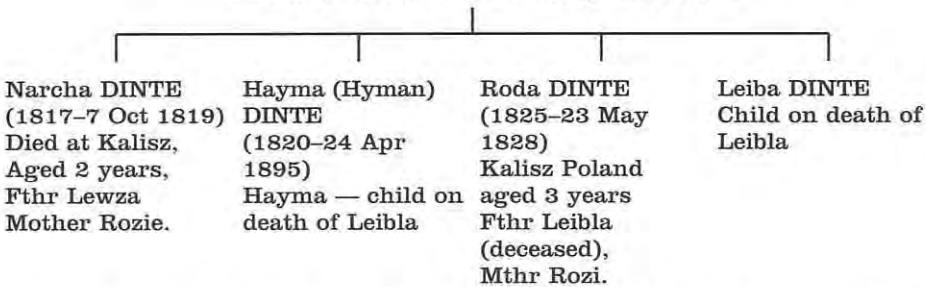 Narcha DINTE
(1817–7 Oct 1819)
Died at Kalisz,
Aged 2 years,
Fthr Lewza
Mother Rozie.
Hayma (Hyman)
DINTE
(1820–24 Apr
1895)
Hayma — child on
death of Leibla
Roda DINTE
(1825–23 May
1828)
Kalisz Poland
aged 3 years
Fthr Leibla
(deceased),
Mthr Rozi.
Leiba DINTE
Child on death of
Leibla